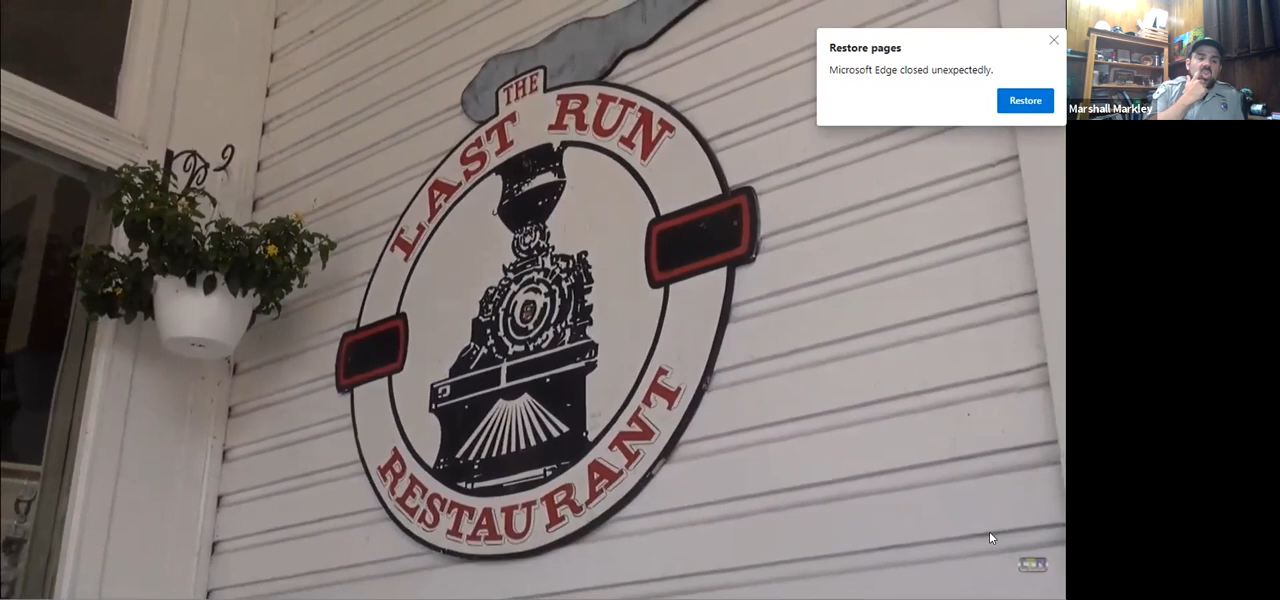 THE
LAST RUN
RESTAURANT
Restore pages
Microsoft Edge closed unexpectedly.
Restore
Marshall Markley